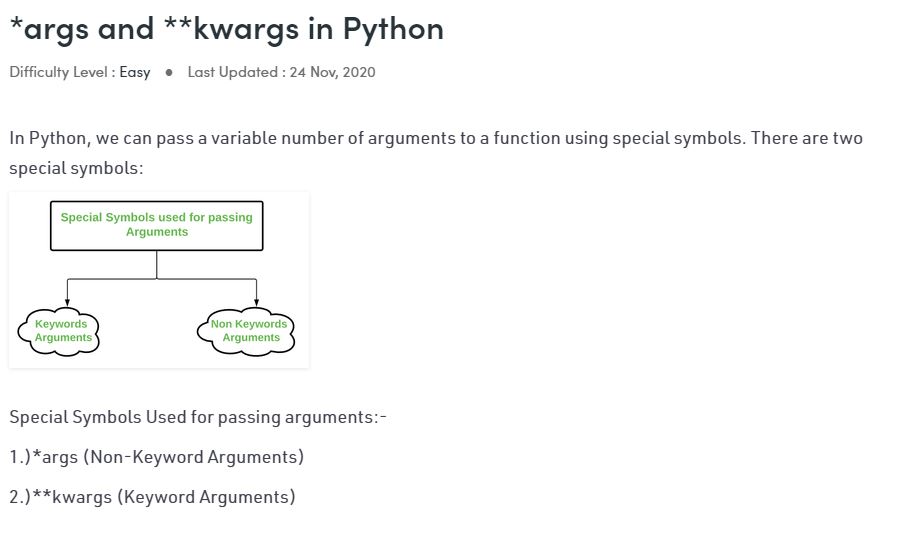 *args and **kwargs in Python
Difficulty Level : Easy ● Last Updated : 24 Nov, 2020
In Python, we can pass a variable number of arguments to a function using special symbols. There are two
special symbols:
Special Symbols used for passing
Arguments
Keywords
Arguments
Non Keywords
Arguments
Special Symbols Used for passing arguments:-
1.)*args (Non-Keyword Arguments)
2.)**kwargs (Keyword Arguments)